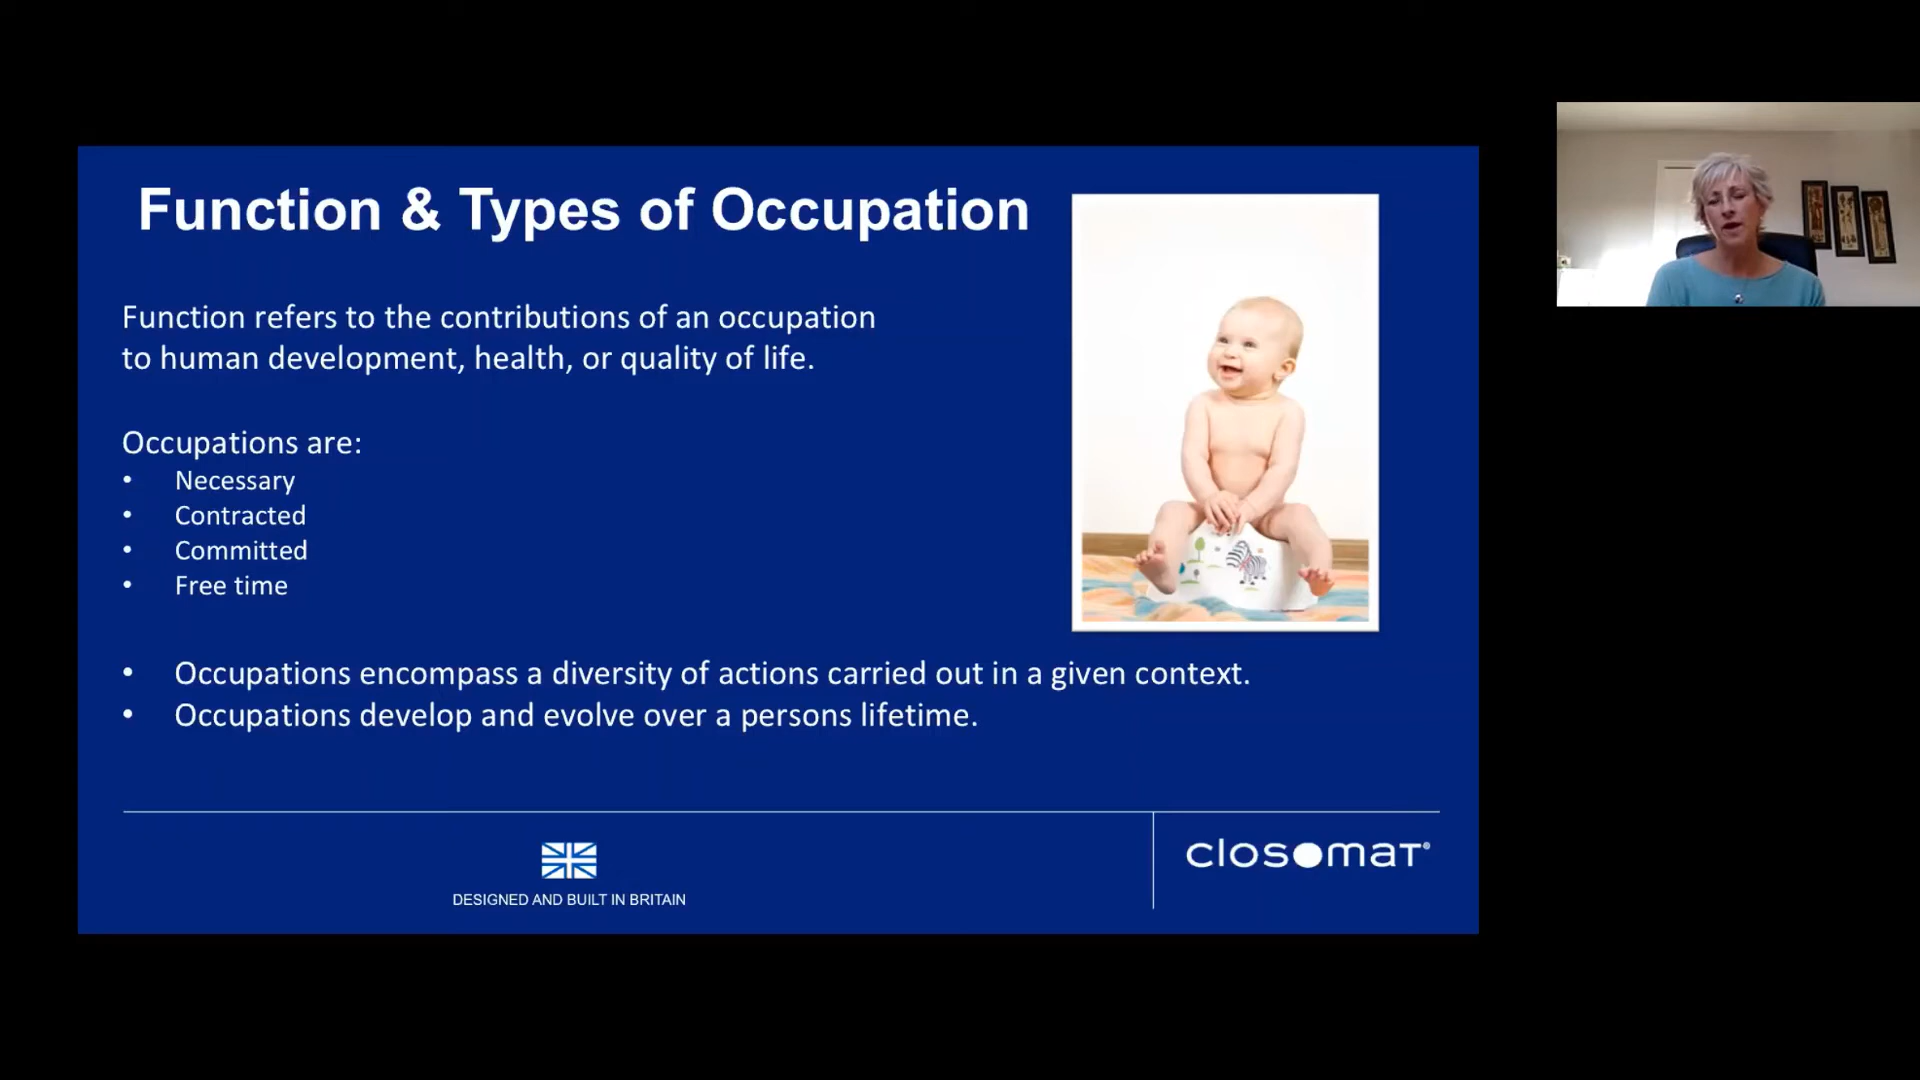 Function & Types of Occupation
Function refers to the contributions of an occupation
to human development, health, or quality of life.
Occupations are:
• Necessary
• Contracted
• Committed
• Free time
• Occupations encompass a diversity of actions carried out in a given context.
• Occupations develop and evolve over a persons lifetime.
DESIGNED AND BUILT IN BRITAIN
closomat®